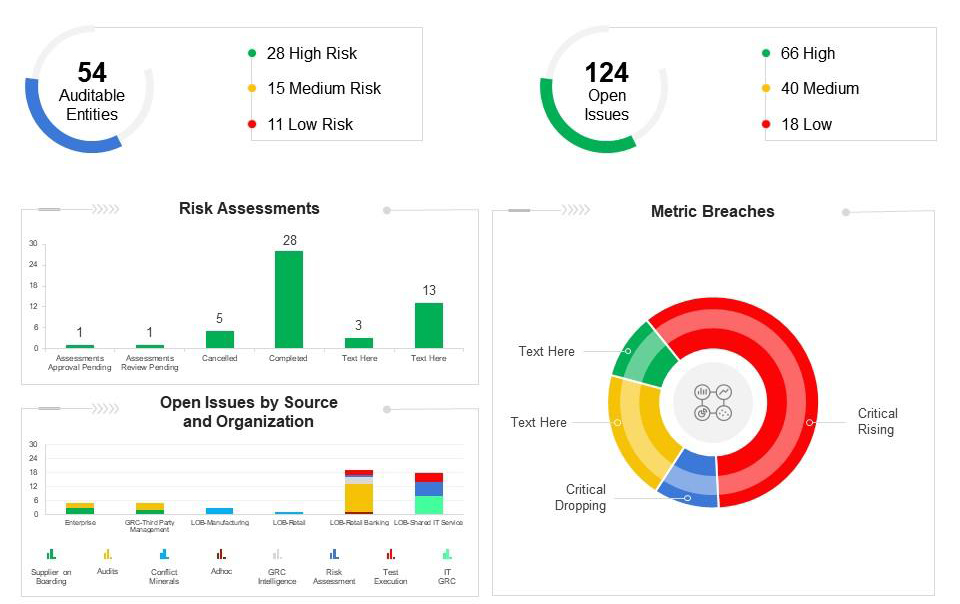 54
Auditable
Entities
28 High Risk
15 Medium Risk
11 Low Risk
124
Open
Issues
66 High
40 Medium
18 Low
Risk Assessments
30
24
18
12
6
0
1
1
5
28
3
13
Assessments
Approval Pending
Assessments
Review Pending
Cancelled
Completed
Text Here
Text Here
Open Issues by Source
and Organization
30
24
18
12
6
0
Enterprise
GRC-Third Party
Management
LOB-Manufacturing
LOB-Retail
LOB-Retail Banking
LOB-Shared IT Service
Supplier on
Boarding
Audits
Conflict
Minerals
Adhoc
GRC
Intelligence
Risk
Assessment
Test
Execution
IT
GRC
Metric Breaches
Text Here
Text Here
Critical
Dropping
Critical
Rising